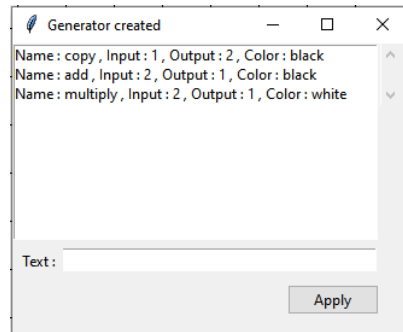 Generator created
Name : copy , Input : 1 , Output : 2 , Color : black
Name : add , Input : 2 , Output : 1 , Color : black
Name : multiply , Input : 2 , Output : 1 , Color : white
Text :
Apply